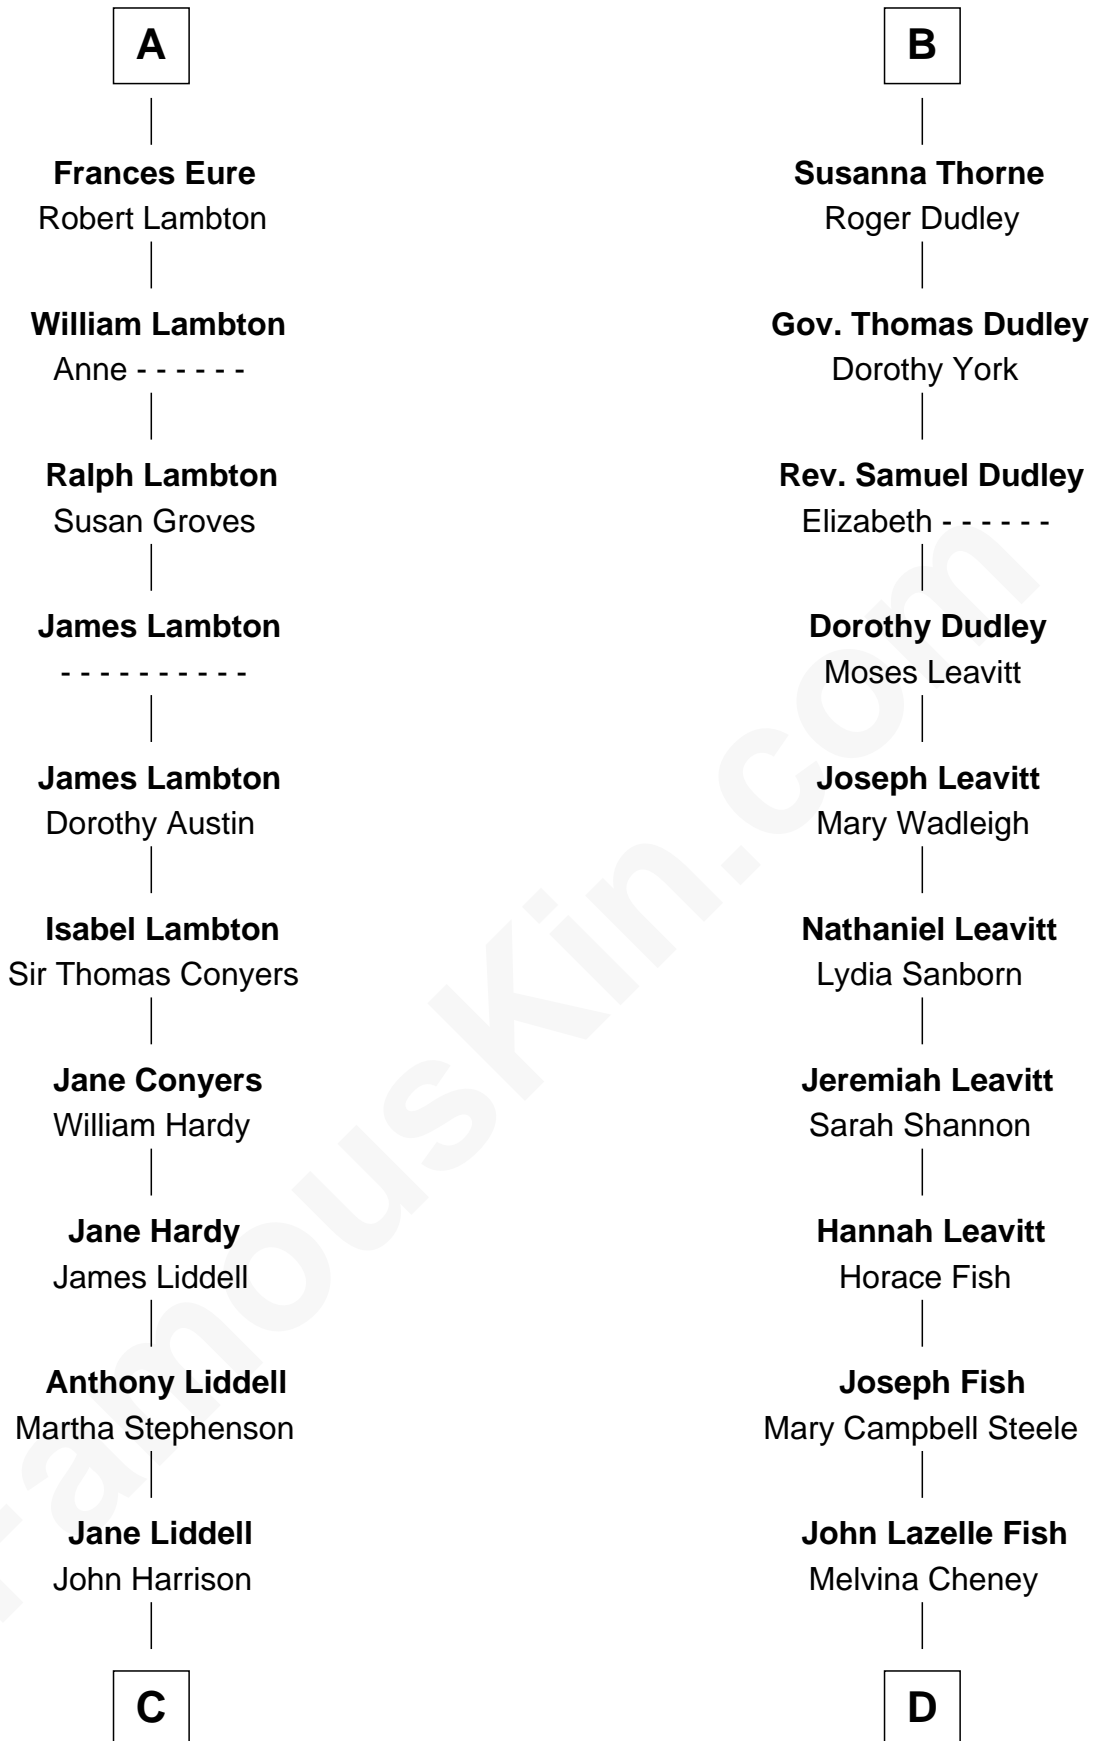 A
Frances Eure
Robert Lambton
William Lambton
Anne - - - - - -
Ralph Lambton
Susan Groves
James Lambton
- - - - - - - - - -
James Lambton
Dorothy Austin
Isabel Lambton
Sir Thomas Conyers
Jane Conyers
William Hardy
Jane Hardy
James Liddell
Anthony Liddell
Martha Stephenson
Jane Liddell
John Harrison
C
B
Susanna Thorne
Roger Dudley
Gov. Thomas Dudley
Dorothy York
Rev. Samuel Dudley
Elizabeth - - - - - -
Dorothy Dudley
Moses Leavitt
Joseph Leavitt
Mary Wadleigh
Nathaniel Leavitt
Lydia Sanborn
Jeremiah Leavitt
Sarah Shannon
Hannah Leavitt
Horace Fish
Joseph Fish
Mary Campbell Steele
John Lazelle Fish
Melvina Cheney
D
FamousKin.com